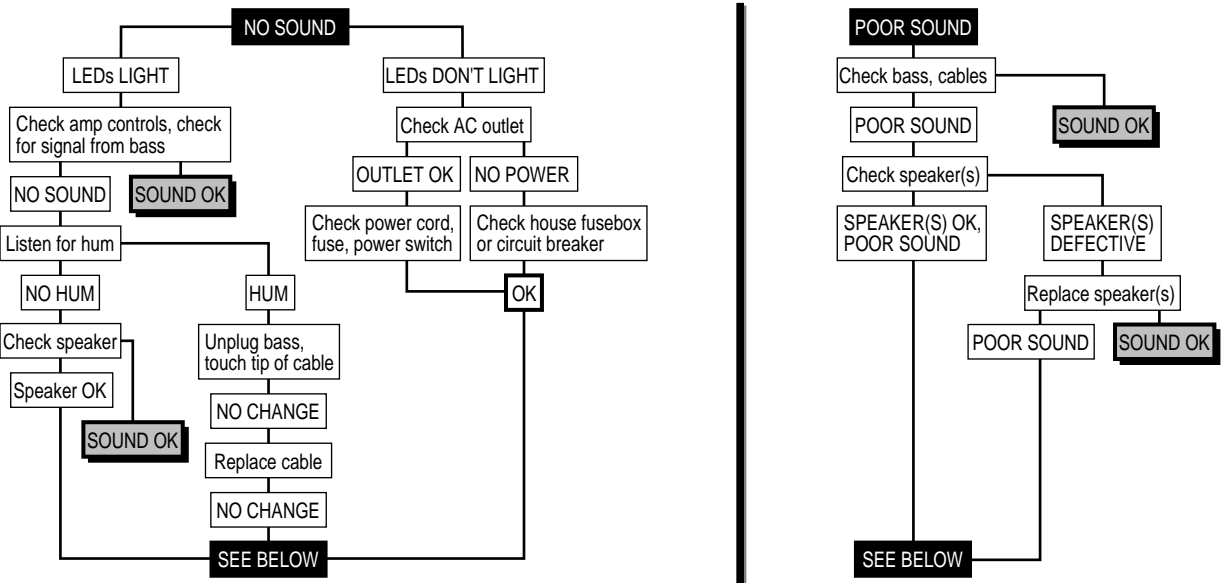 NO SOUND
LEDs LIGHT
LEDs DON'T LIGHT
Check amp controls, check
for signal from bass
Check AC outlet
NO SOUND
SOUND OK
OUTLET OK
NO POWER
Listen for hum
Check power cord,
fuse, power switch
Check house fusebox
or circuit breaker
NO HUM
HUM
OK
Check speaker
Unplug bass,
touch tip of cable
Speaker OK
NO CHANGE
SOUND OK
Replace cable
NO CHANGE
SEE BELOW
POOR SOUND
Check bass, cables
POOR SOUND
SOUND OK
Check speaker(s)
SPEAKER(S) OK,
POOR SOUND
SPEAKER(S)
DEFECTIVE
Replace speaker(s)
POOR SOUND
SOUND OK
SEE BELOW